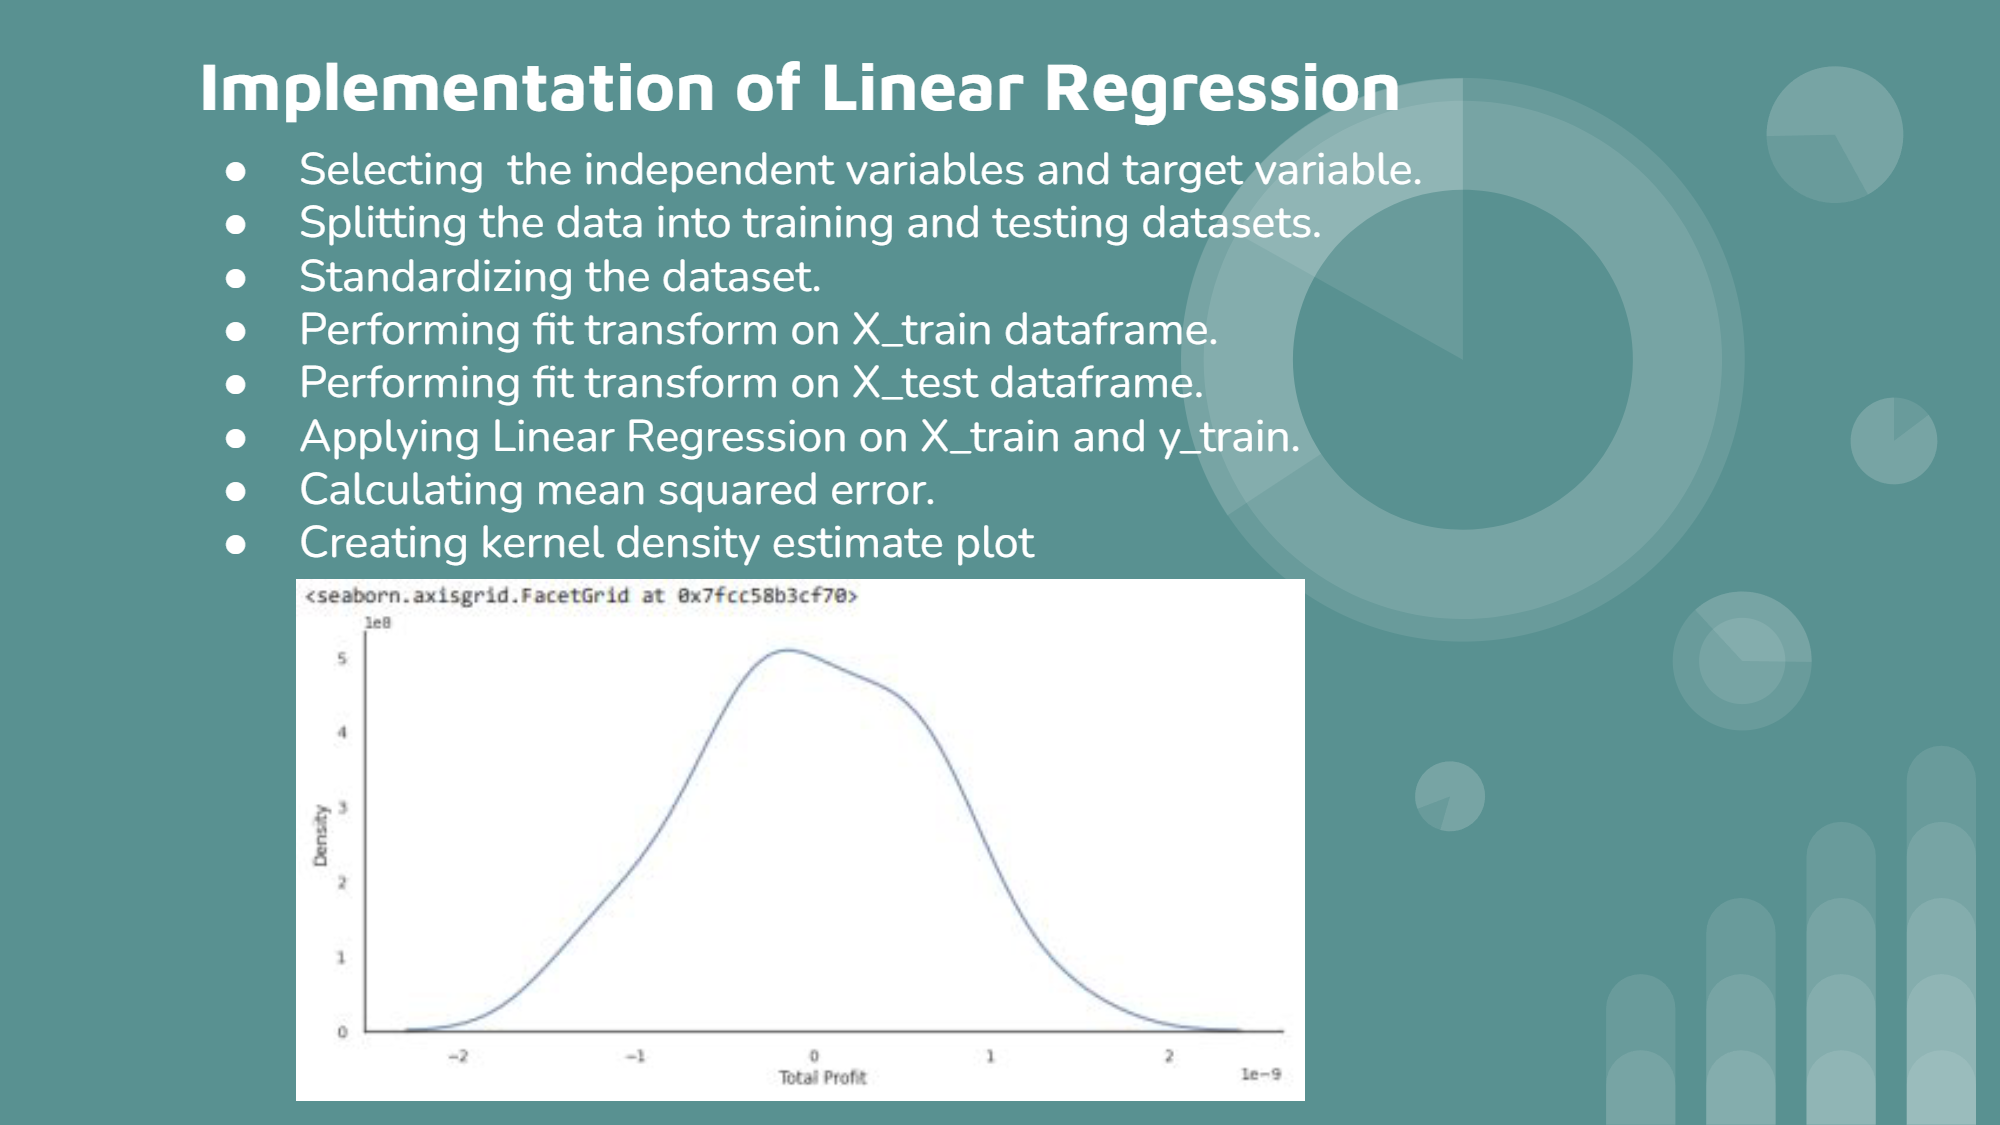 Implementation of Linear Regression
● Selecting  the independent variables and target variable.
● Splitting the data into training and testing datasets.
● Standardizing the dataset.
● Performing fit transform on X_train dataframe.
● Performing fit transform on X_test dataframe.
● Applying Linear Regression on X_train and y_train.
● Calculating mean squared error.
● Creating kernel density estimate plot
<seaborn.axisgrid.FacetGrid at 0x7fcc58b3cf70>
1e8
5
4
3
2
1
0
Density
−2 −1 0 1 2
Total Profit
1e−9